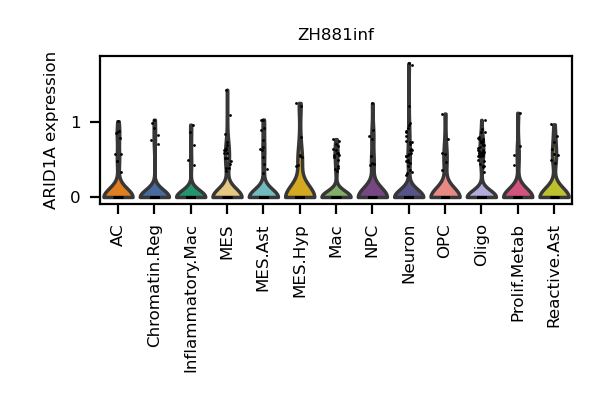 ZH881inf
ARID1A expression
1
0
AC
Chromatin.Reg
Inflammatory.Mac
MES
MES.Ast
MES.Hyp
Mac
NPC
Neuron
OPC
Oligo
Prolif.Metab
Reactive.Ast